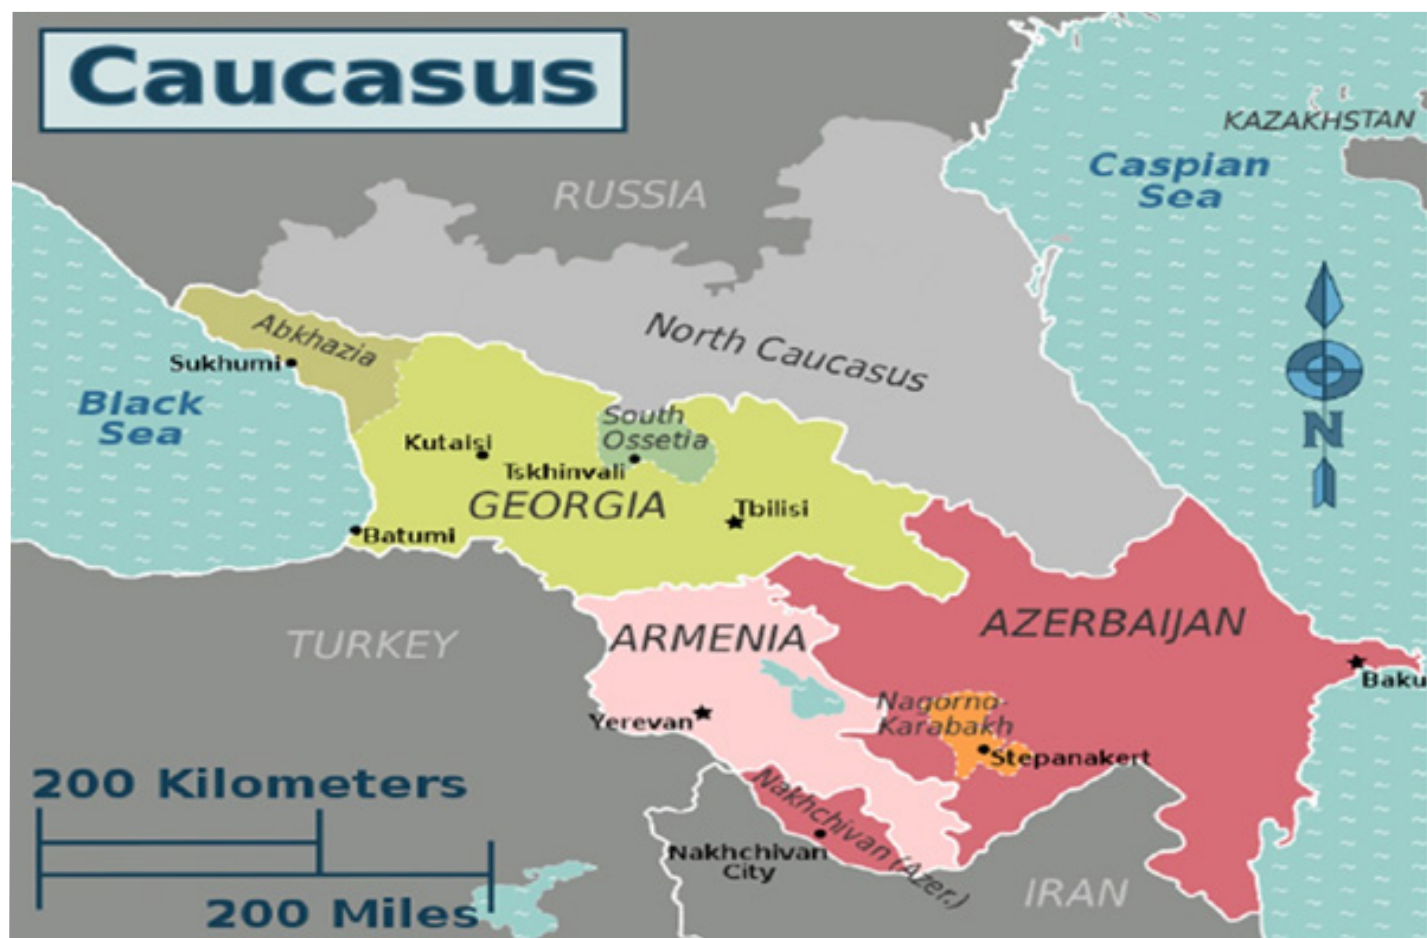 Caucasus
KAZAKHSTAN
Caspian
Sea
RUSSIA
North Caucasus
Abkhazia
Sukhumi
Black
Sea
South
Ossetia
Kutaisi
Tskhinvali
GEORGIA
Tbilisi
Batumi
N
TURKEY
ARMENIA
AZERBAIJAN
Baku
Nagorno-
Karabakh
Yerevan
Stepanakert
Nakhchivan (Azer.)
Nakhchivan
City
IRAN
200 Kilometers
200 Miles